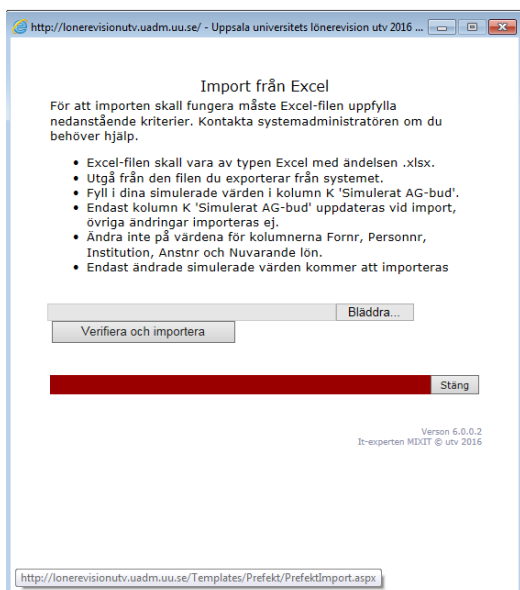 http://lonerevisionutv.uadm.uu.se/ - Uppsala universitets lönerevision utv 2016 ...
Import från Excel
För att importen skall fungera måste Excel-filen uppfylla
nedanstående kriterier. Kontakta systemadministratören om du
behöver hjälp.
• Excel-filen skall vara av typen Excel med ändelsen .xlsx.
• Utgå från den filen du exporterar från systemet.
• Fyll i dina simulerade värden i kolumn K 'Simulerat AG-bud'.
• Endast kolumn K 'Simulerat AG-bud' uppdateras vid import,
övriga ändringar importeras ej.
• Ändra inte på värdena för kolumnerna Fornr, Personnr,
Institution, Anstnr och Nuvarande lön.
• Endast ändrade simulerade värden kommer att importeras
Bläddra...
Verifiera och importera
Stäng
Verson 6.0.0.2
It-experten MIXIT © utv 2016
http://lonerevisionutv.uadm.uu.se/Templates/Prefekt/PrefektImport.aspx